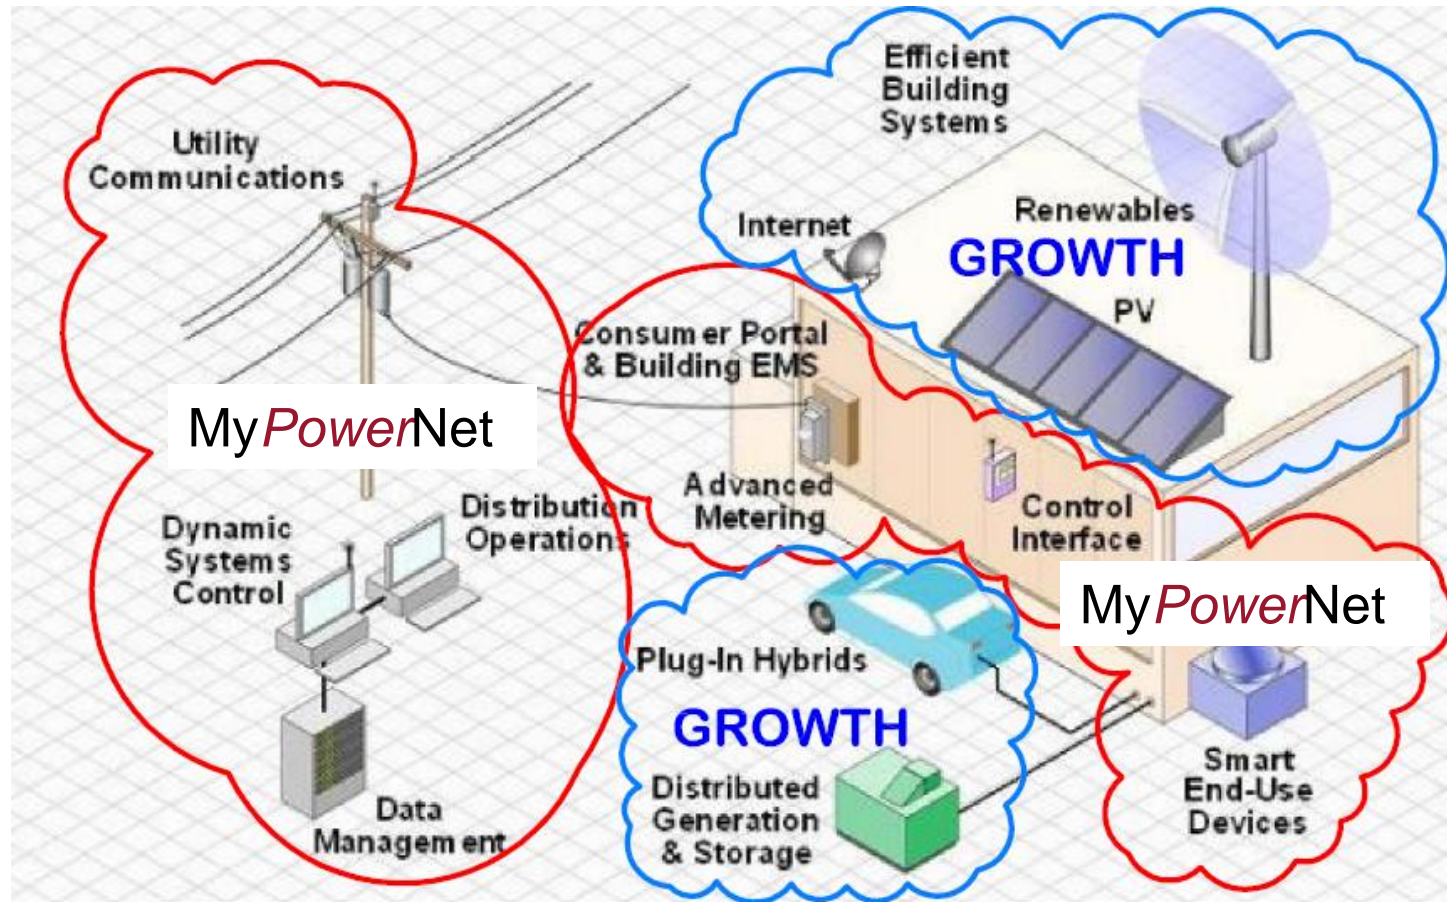 Efficient
Building
Systems
Utility
Communications
Internet
Renewables
GROWTH
PV
Consumer Portal
& Building EMS
MyPowerNet
Advanced
Metering
Control
Interface
Distribution
Operations
Dynamic
Systems
Control
MyPowerNet
Plug-In Hybrids
GROWTH
Distributed
Generation
& Storage
Smart
End-Use
Devices
Data
Management